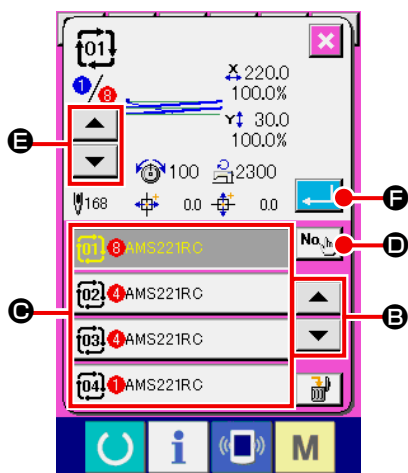 01
X 220.0
1/8
100.0%
Y 30.0
100.0%
E
100
2300
168
0.0
0.0
F
01 8 AMS221RC
No.
D
02 4 AMS221RC
C
B
03 4 AMS221RC
04 1 AMS221RC
i
M